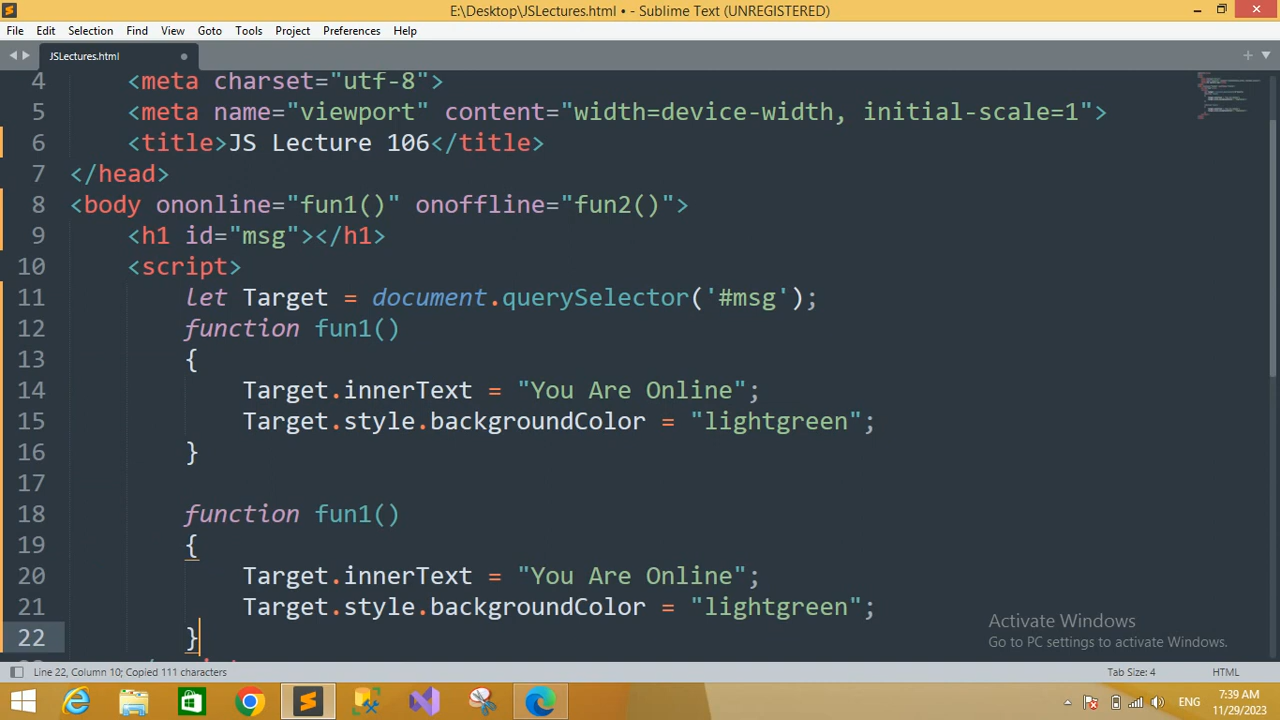 E:\Desktop\JSLectures.html • - Sublime Text (UNREGISTERED)
File Edit Selection Find View Goto Tools Project Preferences Help
JSLectures.html
4 <meta charset="utf-8">
5 <meta name="viewport" content="width=device-width, initial-scale=1">
6 <title>JS Lecture 106</title>
7 </head>
8 <body ononline="fun1()" onoffline="fun2()">
9 <h1 id="msg"></h1>
10 <script>
11 let Target = document.querySelector('#msg');
12 function fun1()
13 {
14 Target.innerText = "You Are Online";
15 Target.style.backgroundColor = "lightgreen";
16 }
17
18 function fun1()
19 {
20 Target.innerText = "You Are Online";
21 Target.style.backgroundColor = "lightgreen";
22 }
Activate Windows
Go to PC settings to activate Windows.
Line 22, Column 10; Copied 111 characters
Tab Size: 4
HTML
ENG
7:39 AM
11/29/2023